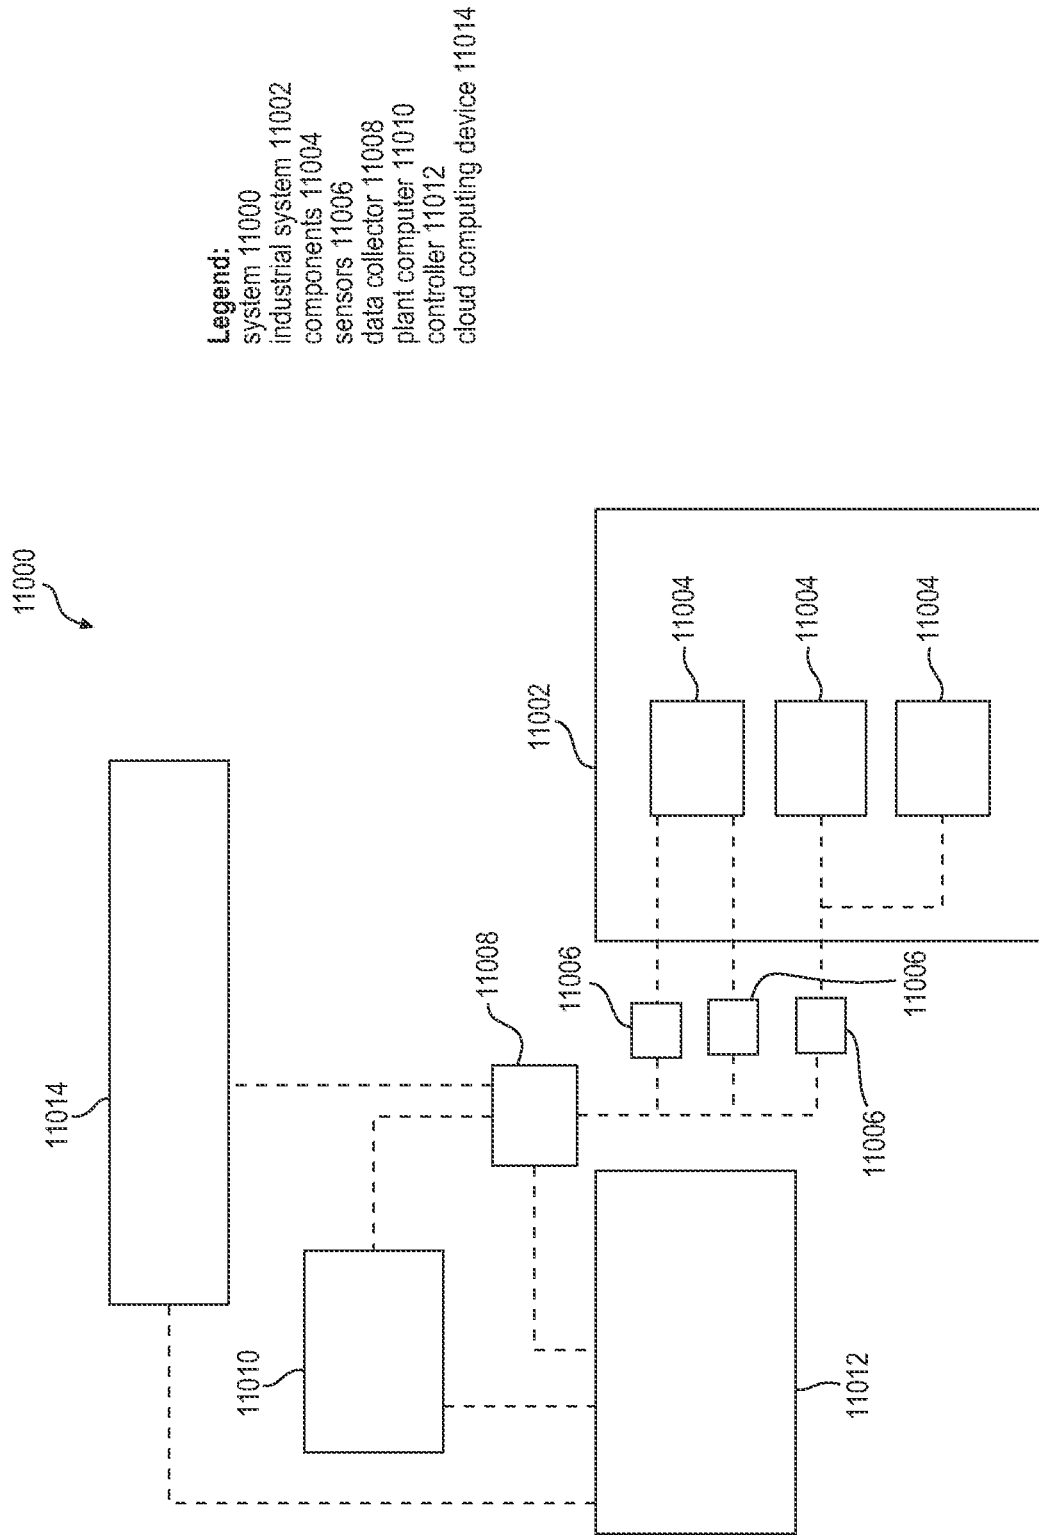 11000
11014
11010
11008
11002
11004
11004
11004
11006
11006
11006
11012
Legend:
system 11000
industrial system 11002
components 11004
sensors 11006
data collector 11008
plant computer 11010
controller 11012
cloud computing device 11014